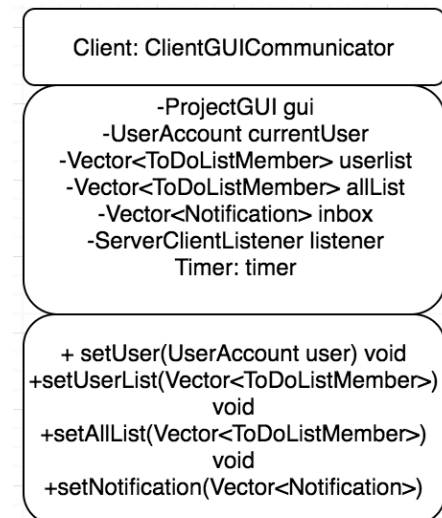 Client: ClientGUICommunicator
-ProjectGUI gui
-UserAccount currentUser
-Vector<ToDoListMember> userlist
-Vector<ToDoListMember> allList
-Vector<Notification> inbox
-ServerClientListener listener
Timer: timer
+ setUser(UserAccount user) void
+setUserList(Vector<ToDoListMember>)
void
+setAllList(Vector<ToDoListMember>)
void
+setNotification(Vector<Notification>)